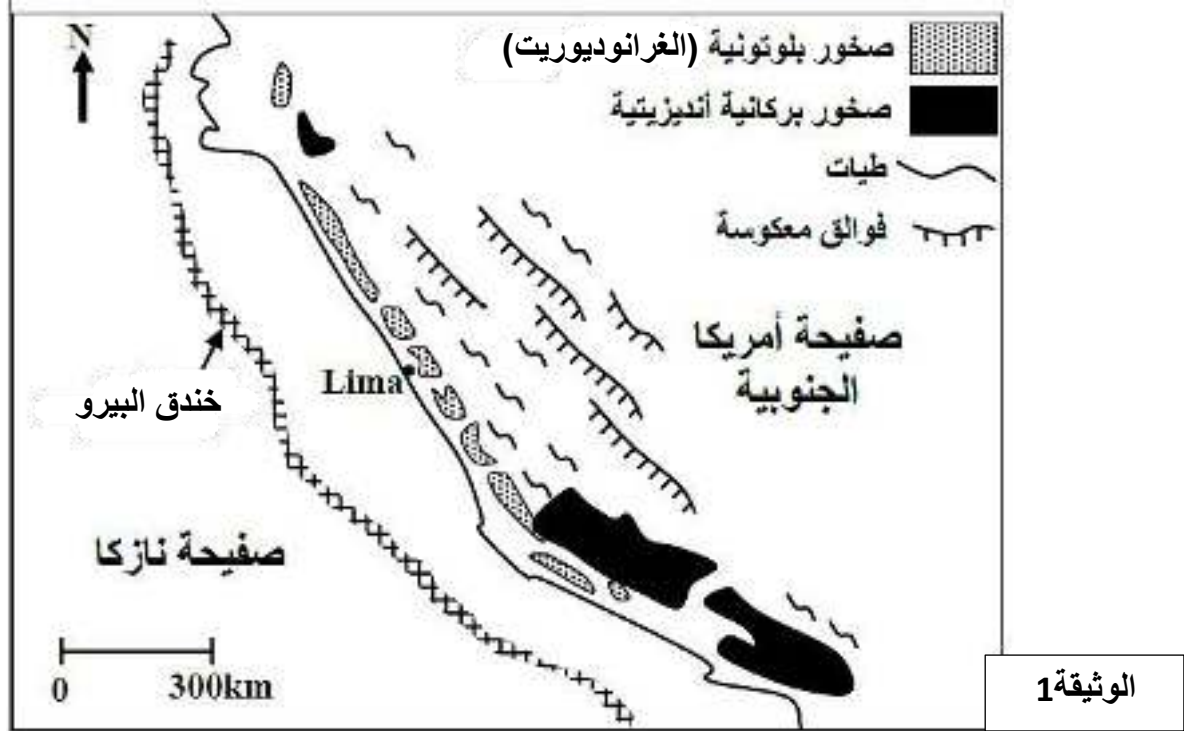 N
صخور بلوتونية (الغرانوديوريت)
صخور بركانية أنديزيتية
طيات
فوالق معكوسة
صفيحة أمريكا
الجنوبية
Lima
خندق البيرو
صفيحة نازكا
0 300km
الوثيقة1